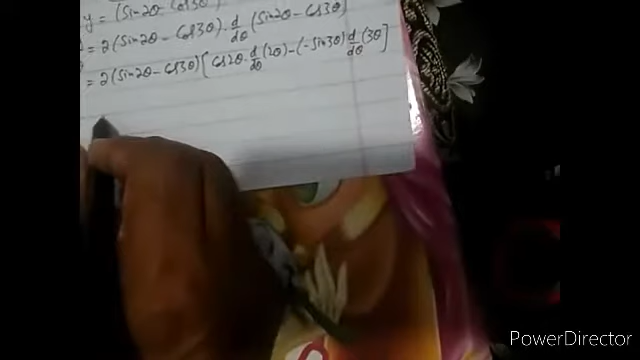 y = (Sin2θ - Cos3θ)
= 2(Sin2θ - Cos3θ) . d/dθ (Sin2θ - Cos3θ)
= 2(Sin2θ - Cos3θ) [Cos2θ . d/dθ (2θ) - (-Sin3θ) d/dθ (3θ)]
PowerDirector